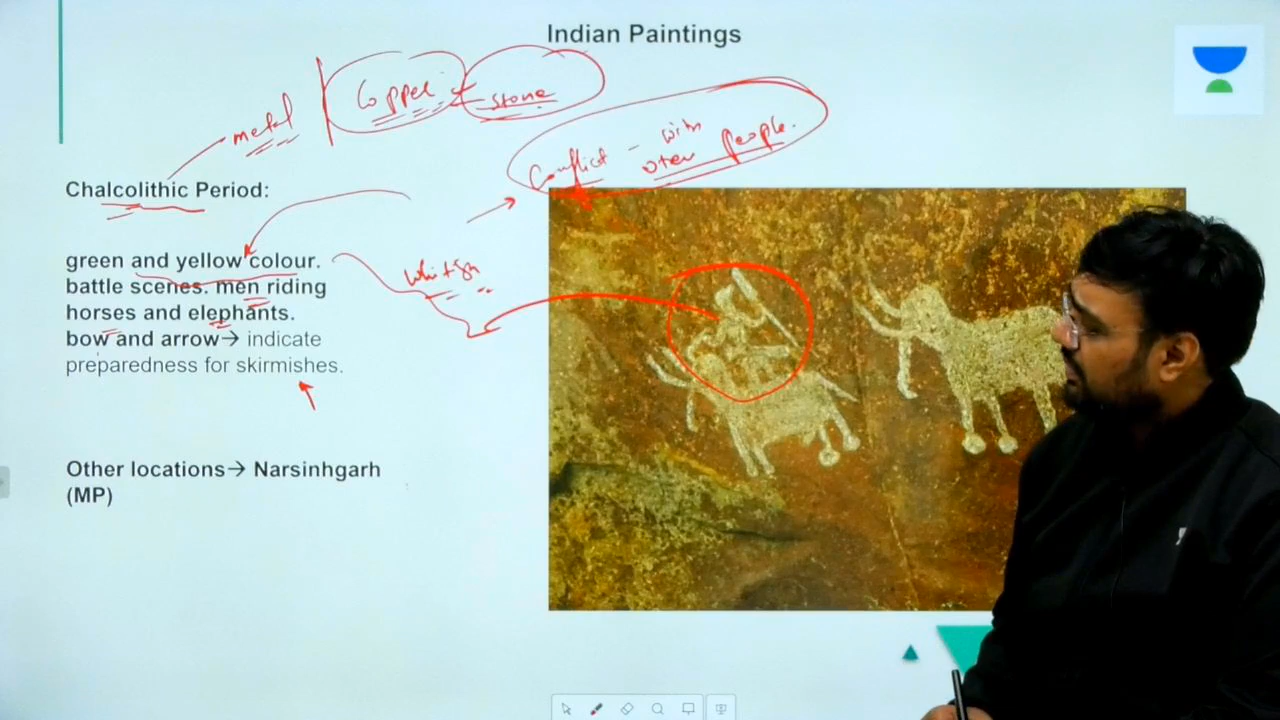 Indian Paintings
metal
Copper + stone
Conflict - with
other people.
Chalcolithic Period:
green and yellow colour.
battle scenes. men riding
horses and elephants.
bow and arrow→ indicate
preparedness for skirmishes.
Whitish
Other locations→ Narsinhgarh
(MP)